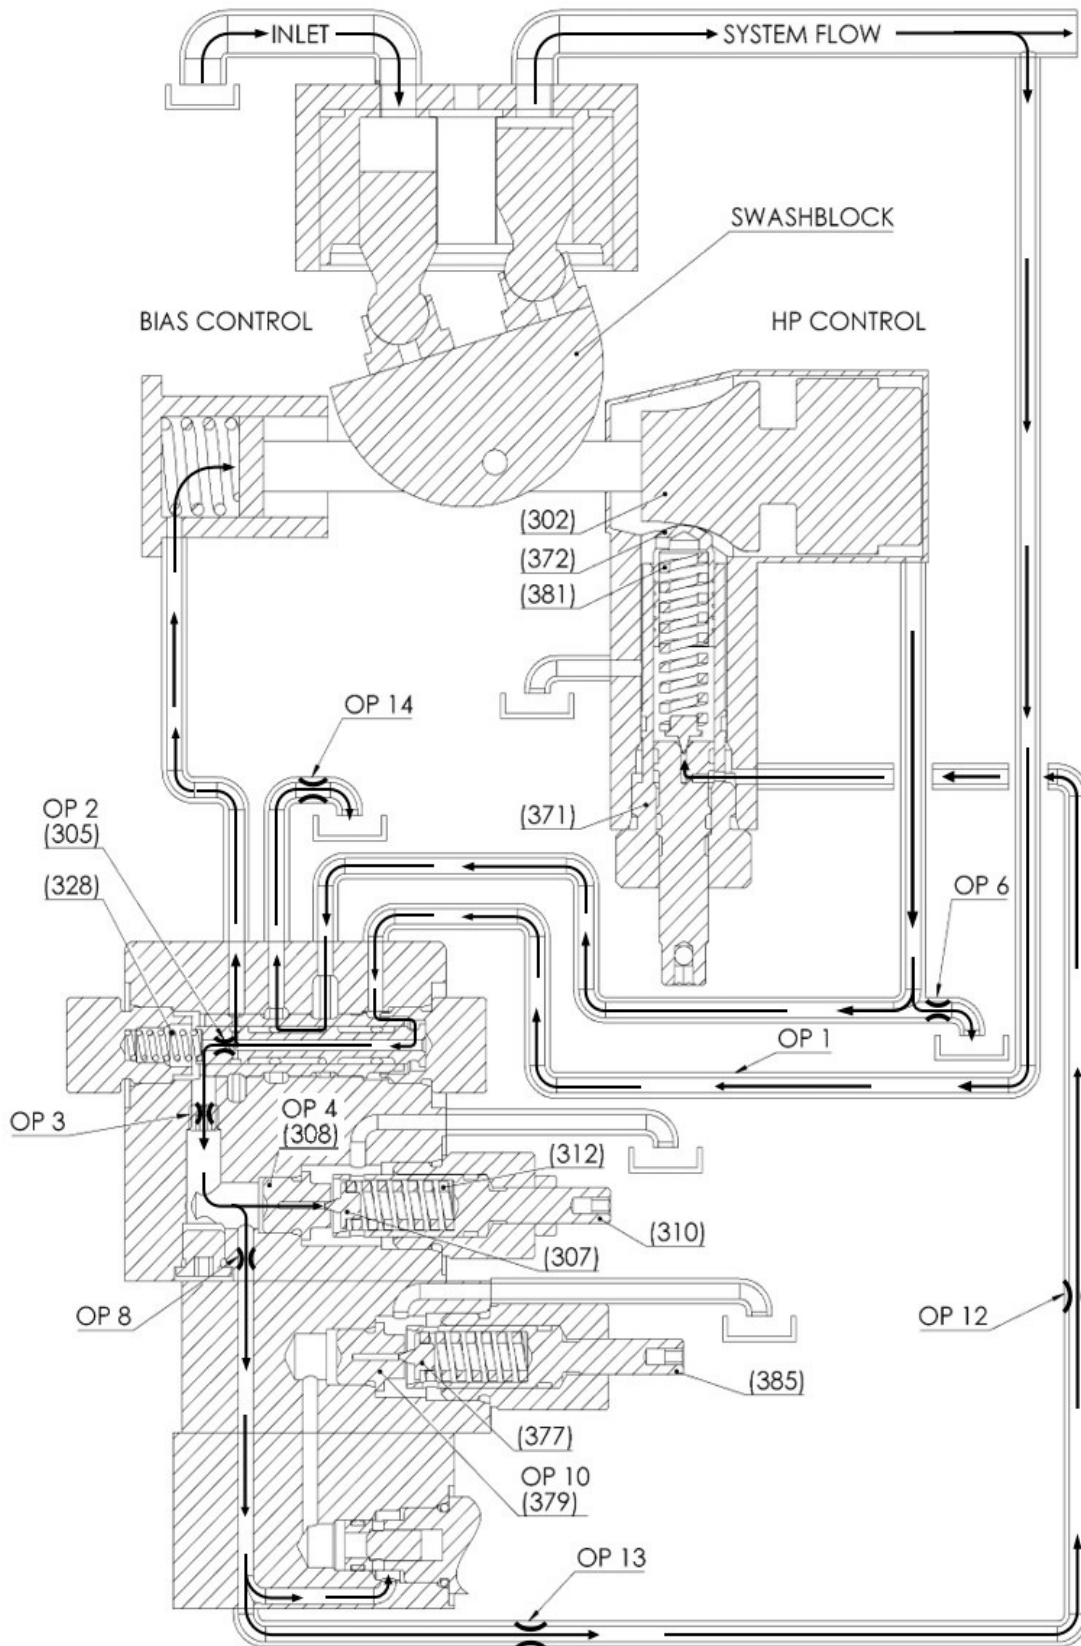 INLET
SYSTEM FLOW
SWASHBLOCK
BIAS CONTROL
HP CONTROL
(302)
(372)
(381)
OP 14
OP 2
(305)
(328)
(371)
OP 6
OP 1
OP 3
OP 4
(308)
(312)
(307)
(310)
OP 8
OP 12
(385)
(377)
OP 10
(379)
OP 13